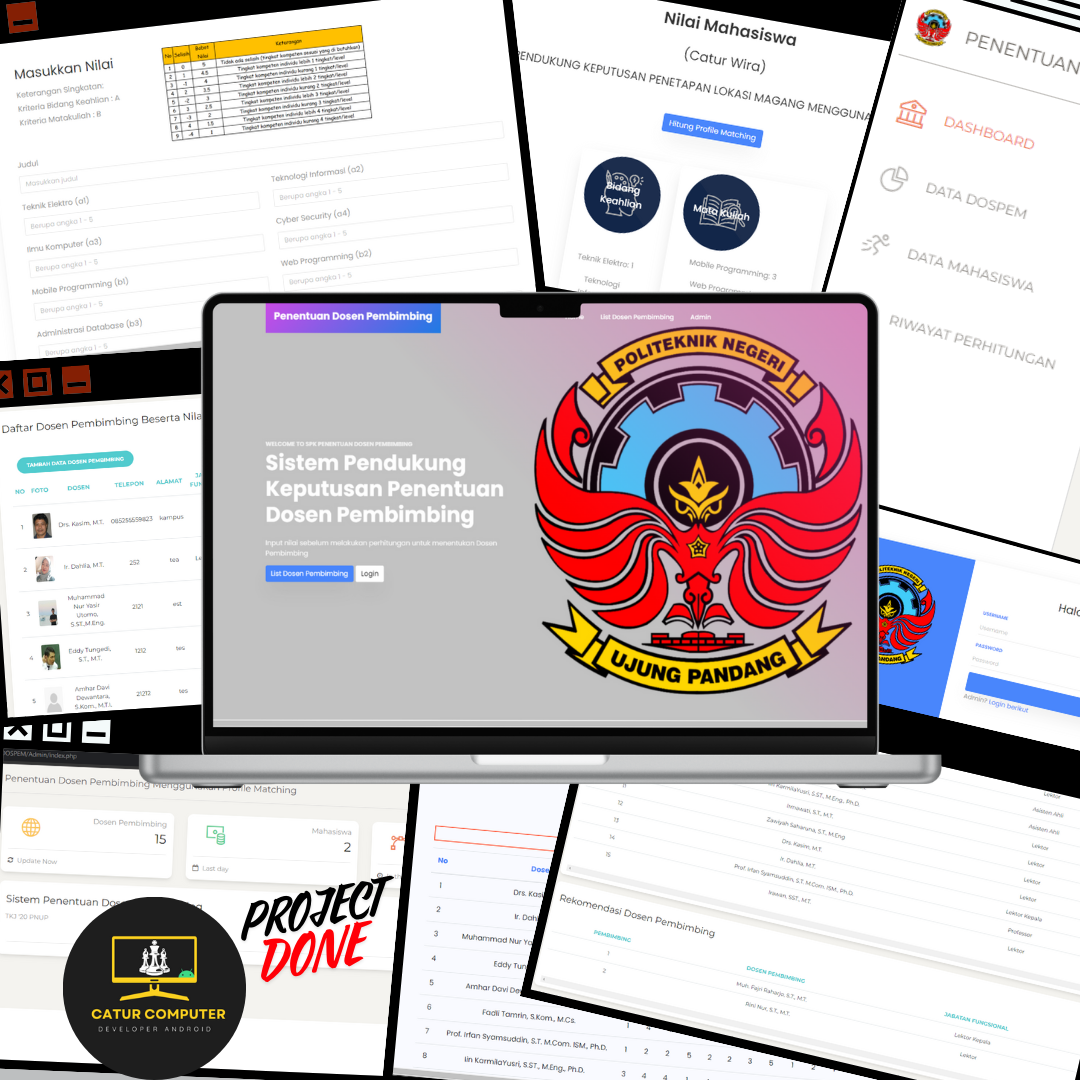 Masukkan Nilai
Keterangan Singkatan:
Kriteria Bidang Keahlian : A
Kriteria Matakuliah : B
No Selisih Bobot Nilai Keterangan
1 0 5 Tidak ada selisih (tingkat kompeten sesuai yang di butuhkan)
2 1 4.5 Tingkat kompeten individu lebih 1 tingkat/level
3 -1 4 Tingkat kompeten individu kurang 1 tingkat/level
4 2 3.5 Tingkat kompeten individu lebih 2 tingkat/level
5 -2 3 Tingkat kompeten individu kurang 2 tingkat/level
6 3 2.5 Tingkat kompeten individu lebih 3 tingkat/level
7 -3 2 Tingkat kompeten individu kurang 3 tingkat/level
8 4 1.5 Tingkat kompeten individu lebih 4 tingkat/level
9 -4 1 Tingkat kompeten individu kurang 4 tingkat/level
Judul
Masukkan judul
Teknik Elektro (a1)
Berupa angka 1 - 5
Teknologi Informasi (a2)
Berupa angka 1 - 5
Ilmu Komputer (a3)
Berupa angka 1 - 5
Cyber Security (a4)
Berupa angka 1 - 5
Mobile Programming (b1)
Berupa angka 1 - 5
Web Programming (b2)
Berupa angka 1 - 5
Administrasi Database (b3)
Berupa angka 1 - 5
Nilai Mahasiswa
(Catur Wira)
PENDUKUNG KEPUTUSAN PENETAPAN LOKASI MAGANG MENGGUNA
Hitung Profile Matching
Bidang Keahlian
Mata Kuliah
Teknik Elektro: 1
Teknologi
Mobile Programming: 3
PENENTUAN
DASHBOARD
DATA DOSPEM
DATA MAHASISWA
RIWAYAT PERHITUNGAN
Penentuan Dosen Pembimbing
List Dosen Pembimbing
Admin
WELCOME TO SPK PENENTUAN DOSEN PEMBIMBING
Sistem Pendukung
Keputusan Penentuan
Dosen Pembimbing
Input nilai sebelum melakukan perhitungan untuk menentukan Dosen
Pembimbing
List Dosen Pembimbing
Login
POLITEKNIK NEGERI
UJUNG PANDANG
Daftar Dosen Pembimbing Beserta Nila
TAMBAH DATA DOSEN PEMBIMBING
NO FOTO DOSEN TELEPON ALAMAT
1 Drs. Kasim, M.T. 085255559823 kampus
2 Ir. Dahlia, M.T. 252 tea
3 Muhammad Nur Yasir Utomo, S.ST.,M.Eng. 2121 est
4 Eddy Tungadi, S.T., M.T. 1212 tes
5 Amhar Davi Dewantara, S.Kom., M.T.I. 21212 tes
Halo
USERNAME
Username
PASSWORD
Password
Admin? Login berikut
OSPEM/Admin/index.php
Penentuan Dosen Pembimbing Menggunakan Profile Matching
Dosen Pembimbing
15
Update Now
Mahasiswa
2
Last day
Sistem Penentuan Dos
TKJ '20 PNUP
PROJECT
DONE
CATUR COMPUTER
DEVELOPER ANDROID
No Dose
1 Drs. Kasi
2 Ir. Dah
3 Muhammad Nur Ya
4 Eddy Tun
5 Amhar Davi De
6 Fadli Tamrin, S.Kom., M.Cs.
7 Prof. Irfan Syamsuddin, S.T. M.Com. ISM., Ph.D.
8 Iin KarmilaYusri, S.ST., M.Eng., Ph.D.
Iin KarmilaYusri, S.ST., M.Eng., Ph.D.
12 Irmawati, S.T., M.T.
13 Zawiyah Saharuna, S.T., M.Eng
14 Drs. Kasim, M.T.
15 Ir. Dahlia, M.T.
Prof. Irfan Syamsuddin, S.T. M.Com. ISM., Ph.D.
Irawan, SST., M.T.
Lektor
Asisten Ahli
Asisten Ahli
Lektor
Lektor
Lektor
Lektor Kepala
Professor
Lektor
Rekomendasi Dosen Pembimbing
PEMBIMBING DOSEN PEMBIMBING JABATAN FUNGSIONAL
1 Muh. Fajri Raharjo, S.T., M.T. Lektor Kepala
2 Rini Nur, S.T., M.T. Lektor